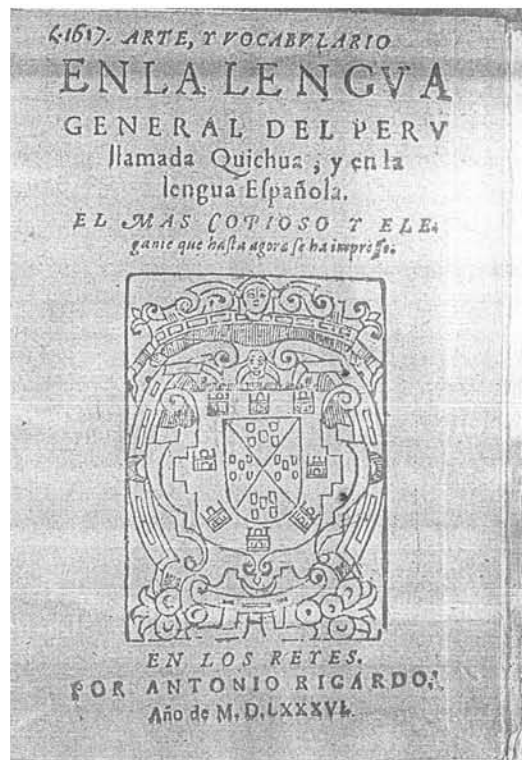 6.1617. ARTE, Y VOCABVLARIO
EN LA LENGVA
GENERAL DEL PERV
llamada Quichua, y en la
lengua Eſpañola.
EL MAS COPIOSO Y ELE-
gante que haſta agora ſe ha impreſſo.
EN LOS REYES.
POR ANTONIO RICARDO.
Año de M.D.LXXXVI.